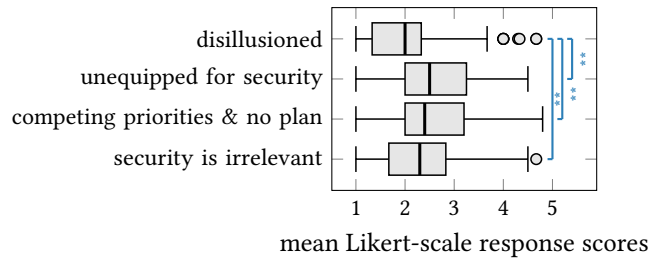 disillusioned
**
unequipped for security
**
**
competing priorities & no plan
security is irrelevant
1 2 3 4 5
mean Likert-scale response scores